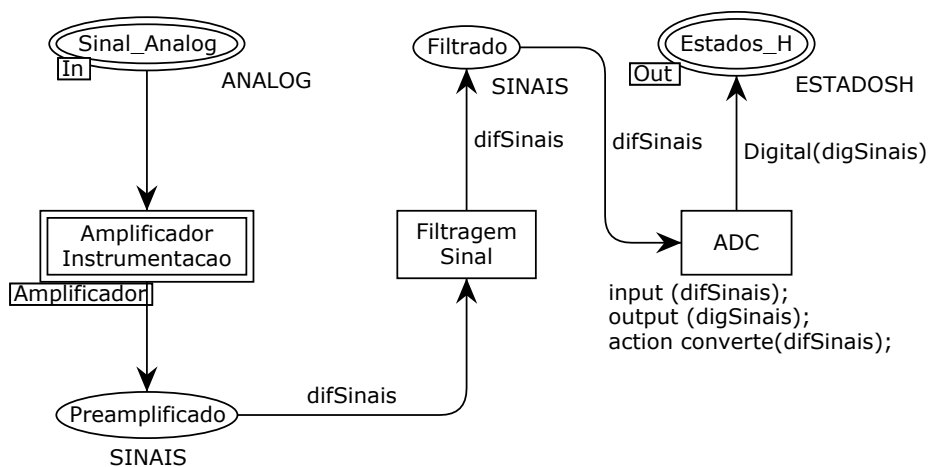 Sinal_Analog
In
ANALOG
Amplificador
Instrumentacao
Amplificador
Preamplificado
SINAIS
difSinais
Filtragem
Sinal
difSinais
Filtrado
SINAIS
difSinais
ADC
input (difSinais);
output (digSinais);
action converte(difSinais);
Digital(digSinais)
Estados_H
Out
ESTADOSH